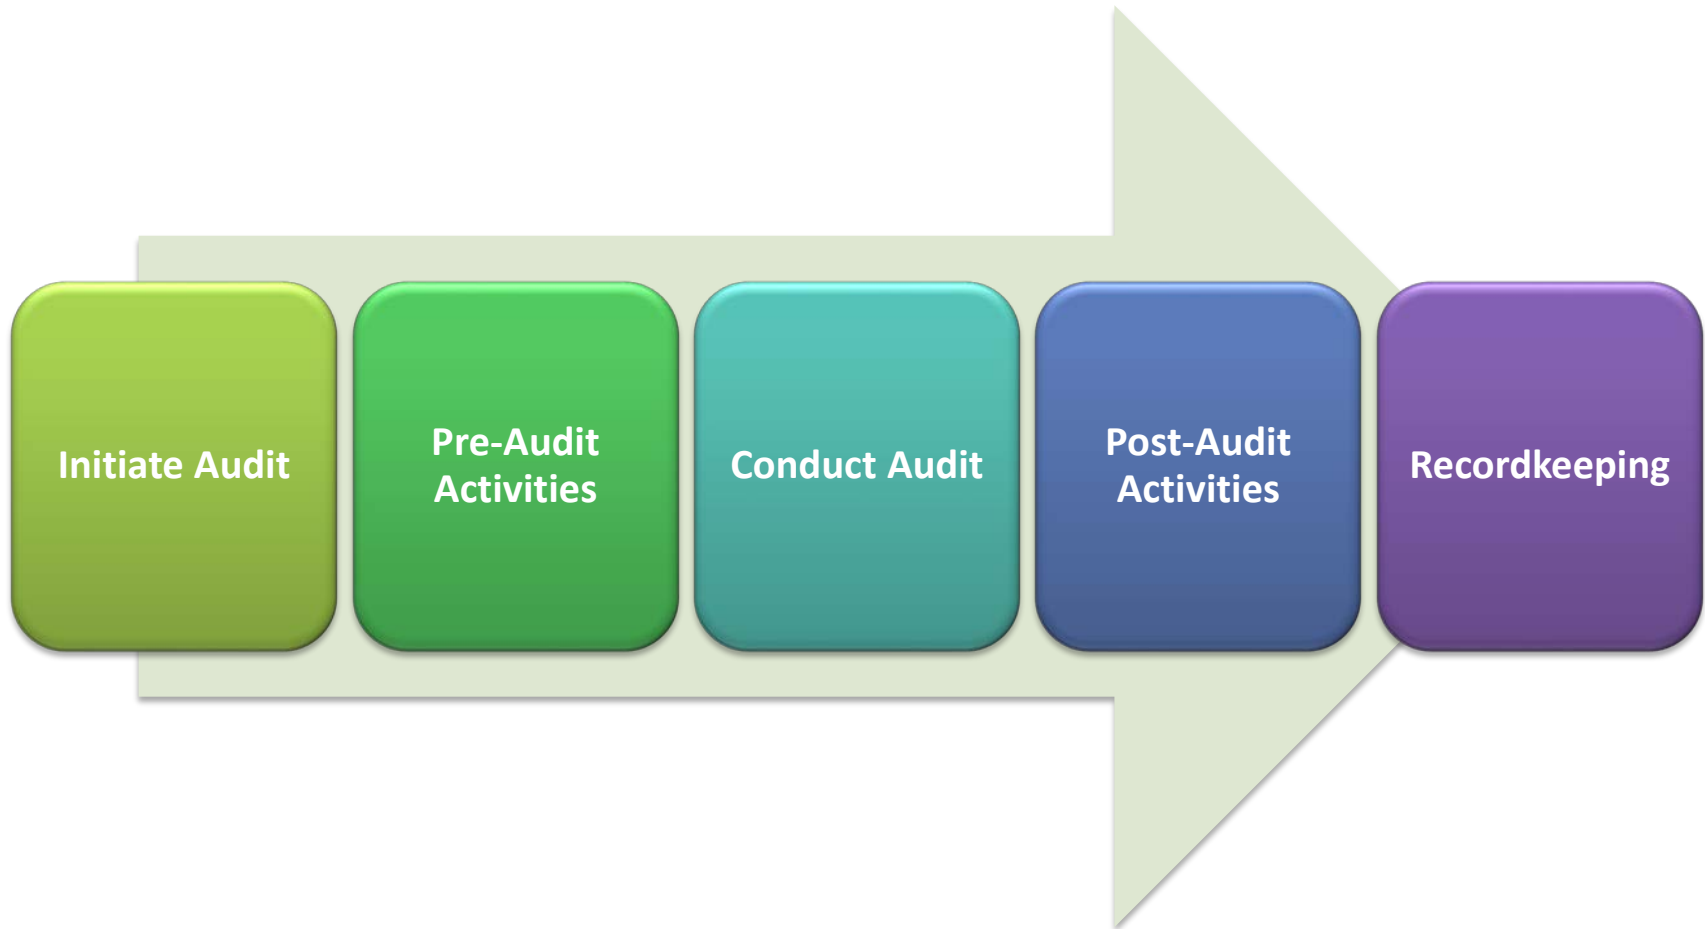 Initiate Audit
Pre-Audit
Activities
Conduct Audit
Post-Audit
Activities
Recordkeeping